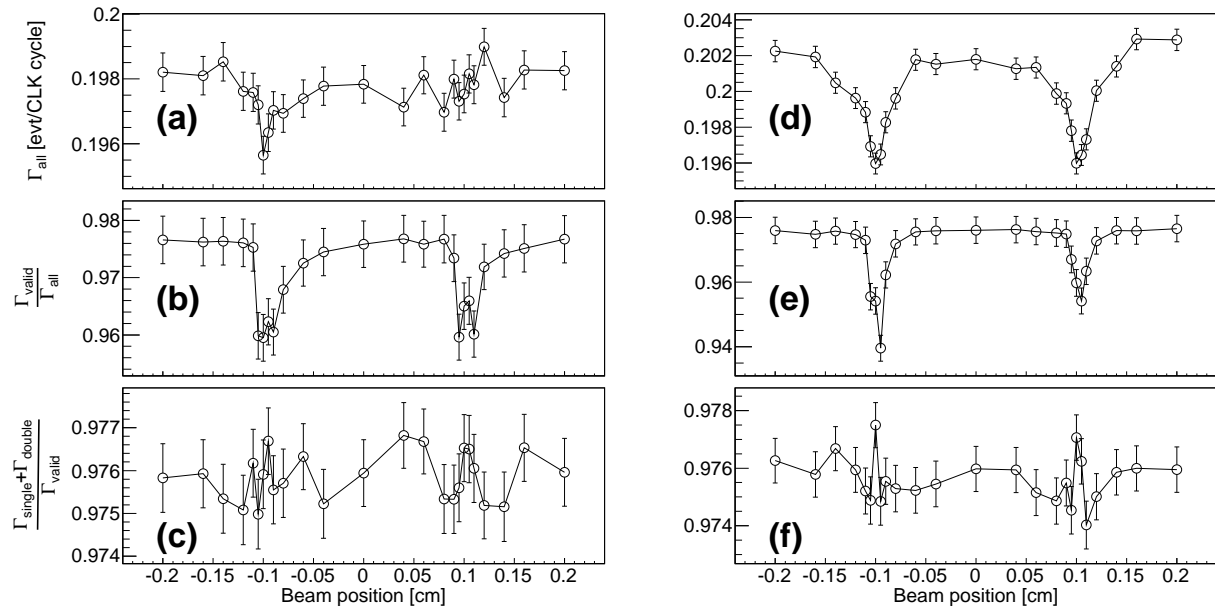 Γall [evt/CLK cycle]
0.2
0.198
0.196
(a)
0.204
0.202
0.2
0.198
0.196
(d)
Γvalid
Γall
0.98
0.97
0.96
(b)
0.98
0.96
0.94
(e)
Γsingle+Γdouble
Γvalid
0.977
0.976
0.975
0.974
(c)
0.978
0.976
0.974
(f)
-0.2 -0.15 -0.1 -0.05 0 0.05 0.1 0.15 0.2
Beam position [cm]
-0.2 -0.15 -0.1 -0.05 0 0.05 0.1 0.15 0.2
Beam position [cm]